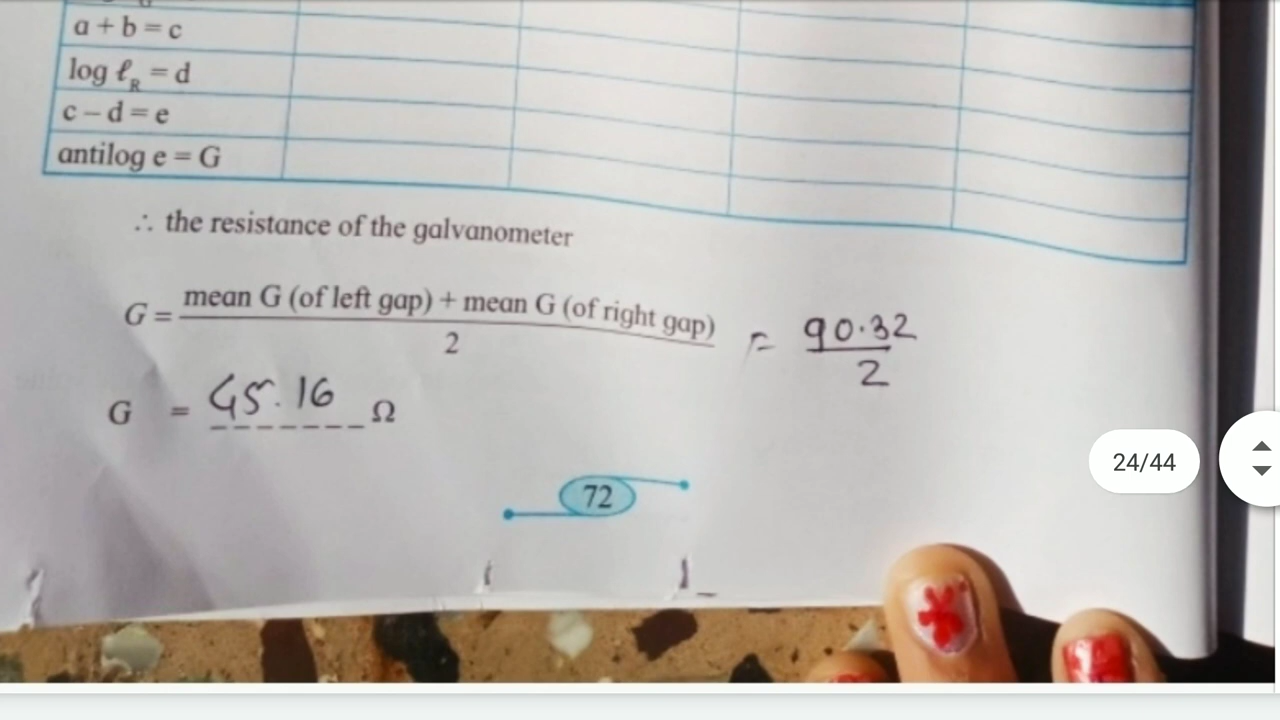 a + b = c
log ℓR = d
c – d = e
antilog e = G
∴ the resistance of the galvanometer
G = mean G (of left gap) + mean G (of right gap) / 2 = 90.32 / 2
G = 45.16 Ω
24/44
72